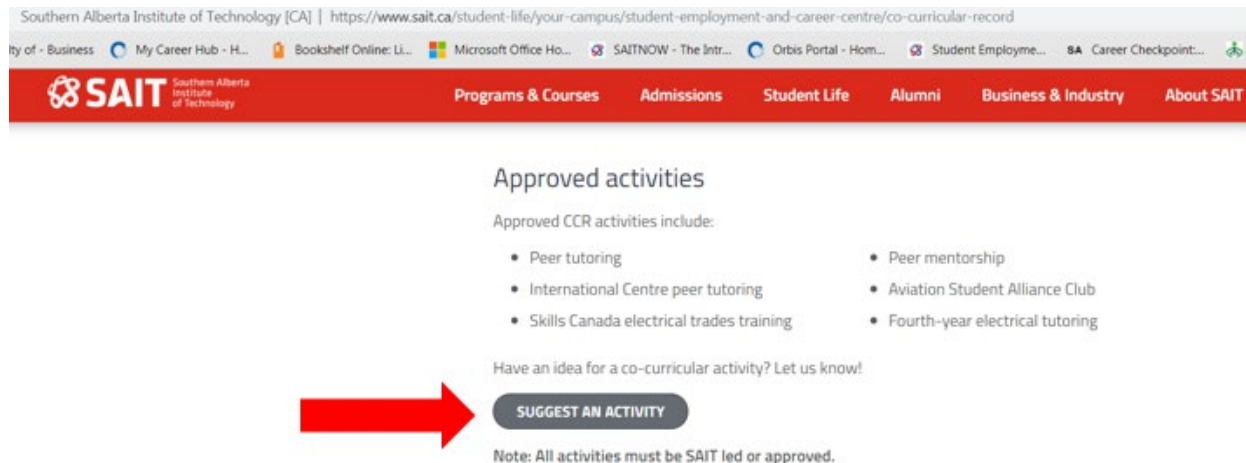 Southern Alberta Institute of Technology [CA] | https://www.sait.ca/student-life/your-campus/student-employment-and-career-centre/co-curricular-record
ty of - Business My Career Hub - H... Bookshelf Online: Li... Microsoft Office Ho... SAITNOW - The Intr... Orbis Portal - Hom... Student Employme... SA Career Checkpoint:...
SAIT Southern Alberta Institute of Technology Programs & Courses Admissions Student Life Alumni Business & Industry About SAIT
Approved activities
Approved CCR activities include:
• Peer tutoring
• International Centre peer tutoring
• Skills Canada electrical trades training
• Peer mentorship
• Aviation Student Alliance Club
• Fourth-year electrical tutoring
Have an idea for a co-curricular activity? Let us know!
SUGGEST AN ACTIVITY
Note: All activities must be SAIT led or approved.